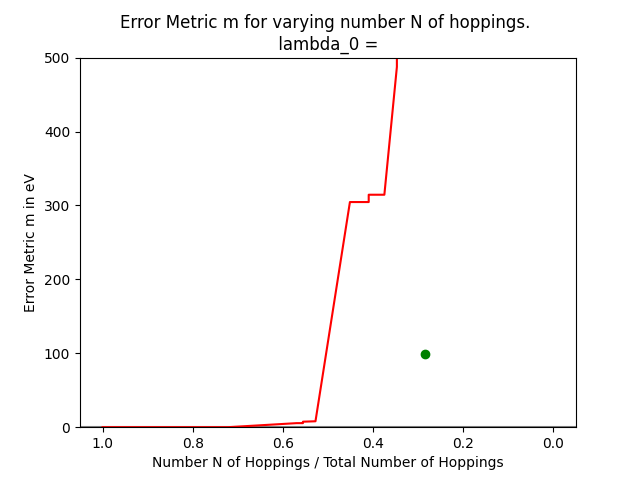 Error Metric m for varying number N of hoppings.
lambda_0 =
500
400
300
200
100
0
Error Metric m in eV
1.0 0.8 0.6 0.4 0.2 0.0
Number N of Hoppings / Total Number of Hoppings